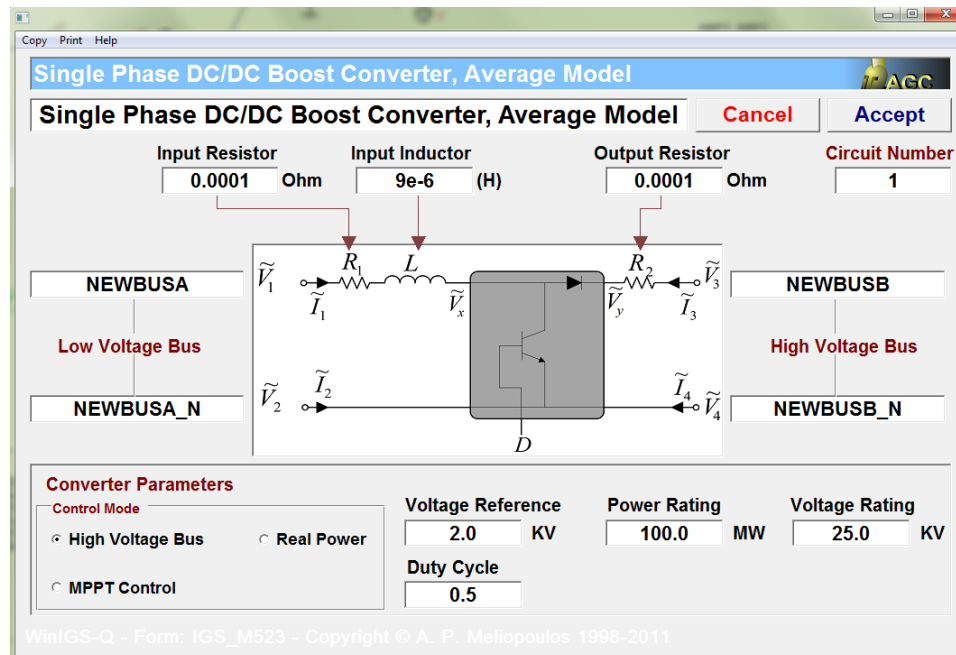 Copy Print Help
Single Phase DC/DC Boost Converter, Average Model
AGC
Single Phase DC/DC Boost Converter, Average Model Cancel Accept
Input Resistor Input Inductor Output Resistor Circuit Number
0.0001 Ohm 9e-6 (H) 0.0001 Ohm 1
R₁ L R₂
Ṽ₁ Ĩ₁ Ṽₓ Ṽᵧ Ĩ₃ Ṽ₃
NEWBUSA NEWBUSB
Low Voltage Bus High Voltage Bus
Ṽ₂ Ĩ₂ Ĩ₄ Ṽ₄
NEWBUSA_N NEWBUSB_N
D
Converter Parameters
Control Mode
High Voltage Bus Real Power
MPPT Control
Voltage Reference Power Rating Voltage Rating
2.0 KV 100.0 MW 25.0 KV
Duty Cycle
0.5
WinIGS-Q - Form: IGS_M523 - Copyright © A. P. Meliopoulos 1998-2011